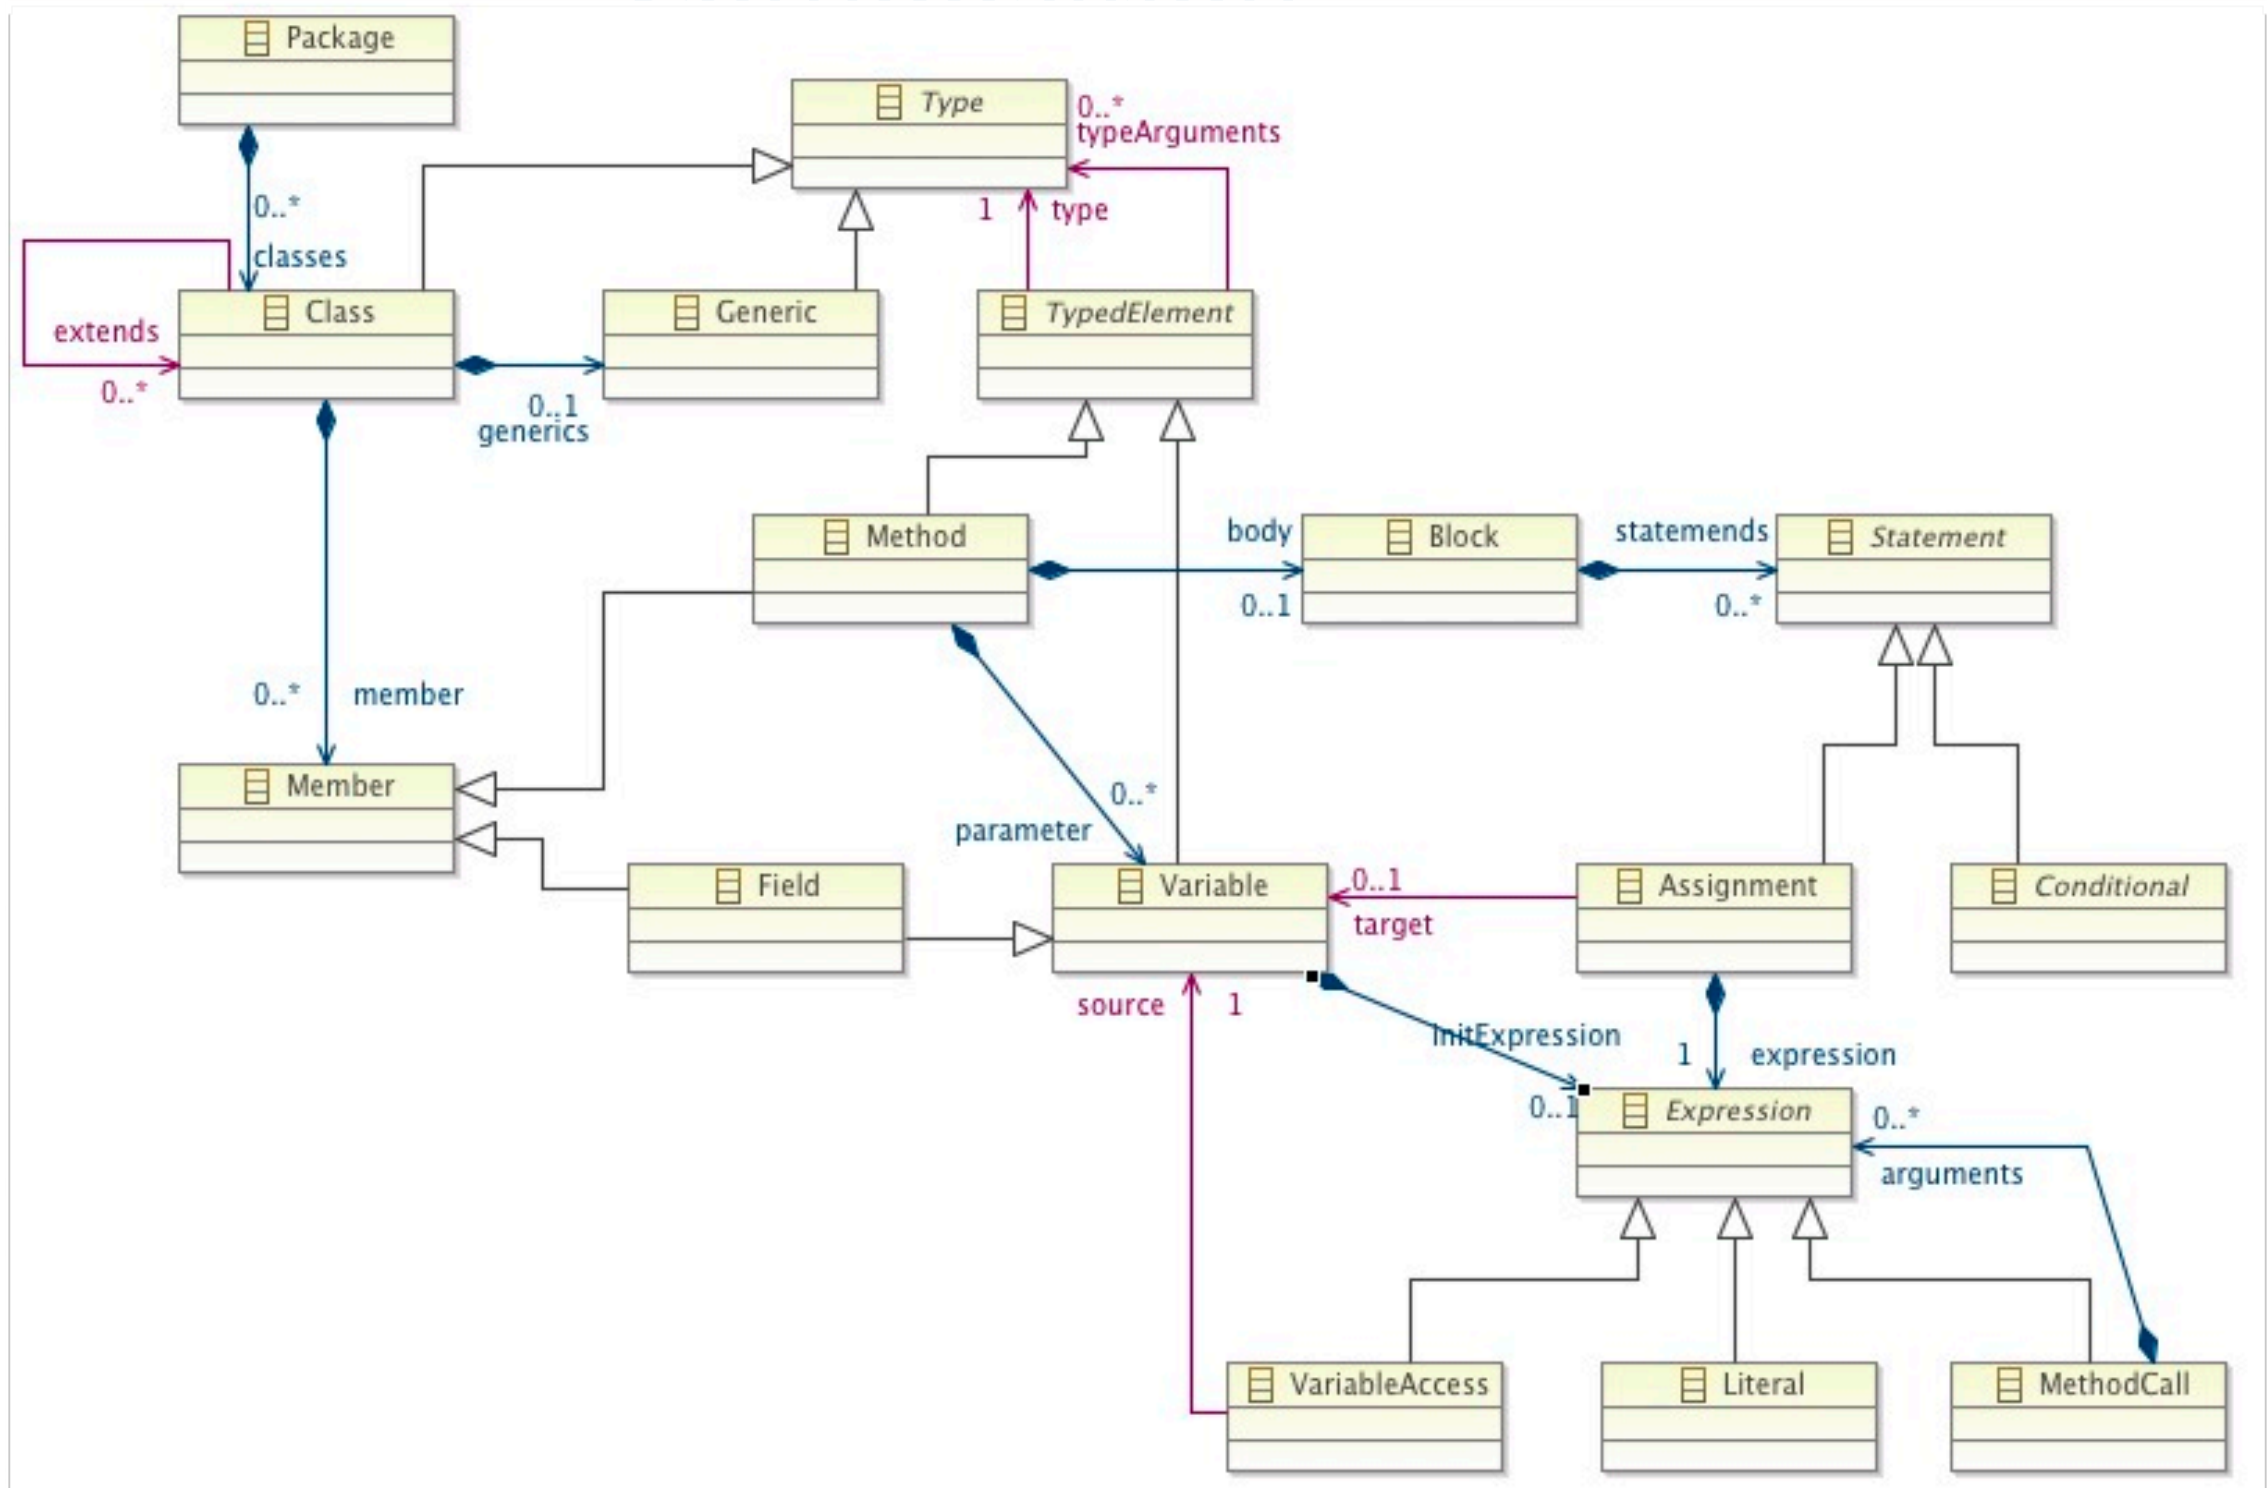 Package
Type
0..*
typeArguments
0..*
classes
1
type
extends
0..*
Class
Generic
TypedElement
0..1
generics
Method
body
0..1
Block
statemends
0..*
Statement
0..*
member
Member
0..*
parameter
Field
Variable
0..1
target
Assignment
Conditional
source
1
initExpression
0..1
1
expression
Expression
0..*
arguments
VariableAccess
Literal
MethodCall